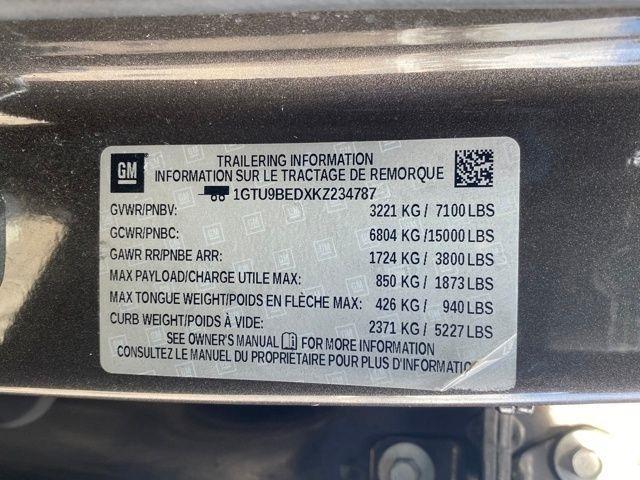 GM
TRAILERING INFORMATION
INFORMATION SUR LE TRACTAGE DE REMORQUE
1GTU9BEDXKZ234787
GVWR/PNBV: 3221 KG / 7100 LBS
GCWR/PNBC: 6804 KG /15000 LBS
GAWR RR/PNBE ARR: 1724 KG / 3800 LBS
MAX PAYLOAD/CHARGE UTILE MAX: 850 KG / 1873 LBS
MAX TONGUE WEIGHT/POIDS EN FLÈCHE MAX: 426 KG / 940 LBS
CURB WEIGHT/POIDS À VIDE: 2371 KG / 5227 LBS
SEE OWNER'S MANUAL FOR MORE INFORMATION
CONSULTEZ LE MANUEL DU PROPRIÉTAIRE POUR PLUS D'INFORMATION